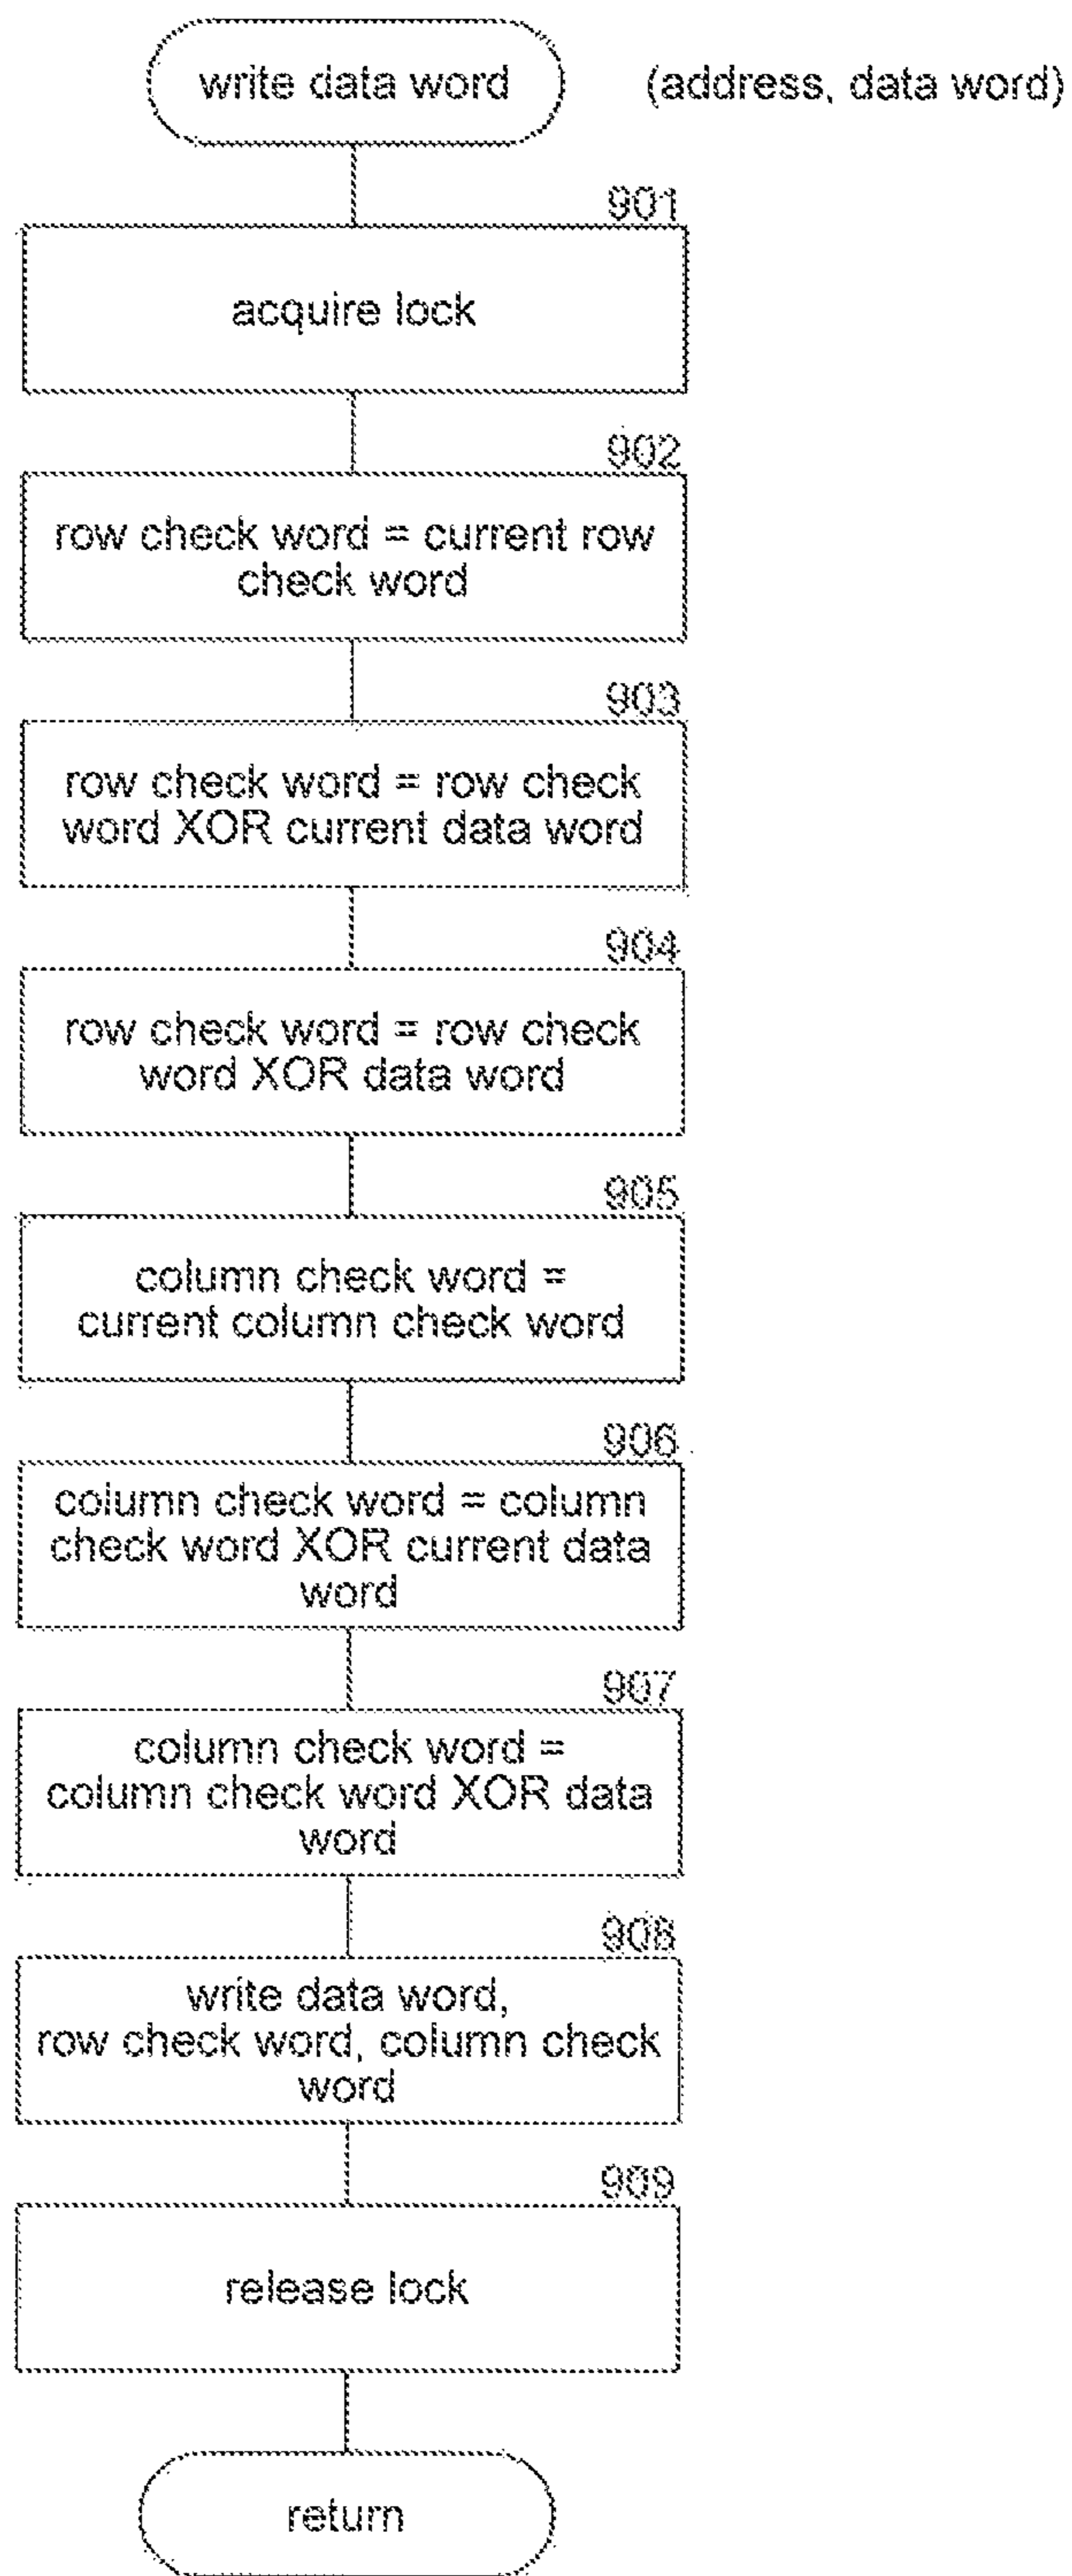 write data word (address, data word)
901
acquire lock
902
row check word = current row
check word
903
row check word = row check
word XOR current data word
904
row check word = row check
word XOR data word
905
column check word =
current column check word
906
column check word = column
check word XOR current data
word
907
column check word =
column check word XOR data
word
908
write data word,
row check word, column check
word
909
release lock
return